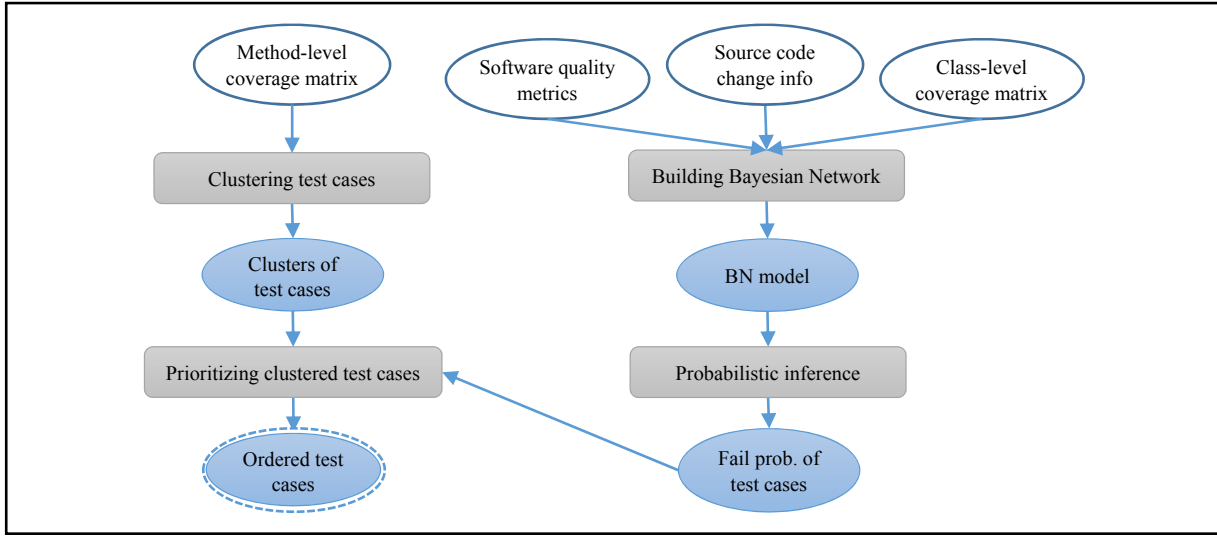 Method-level
coverage matrix
Software quality
metrics
Source code
change info
Class-level
coverage matrix
Clustering test cases
Building Bayesian Network
Clusters of
test cases
BN model
Prioritizing clustered test cases
Probabilistic inference
Ordered test
cases
Fail prob. of
test cases